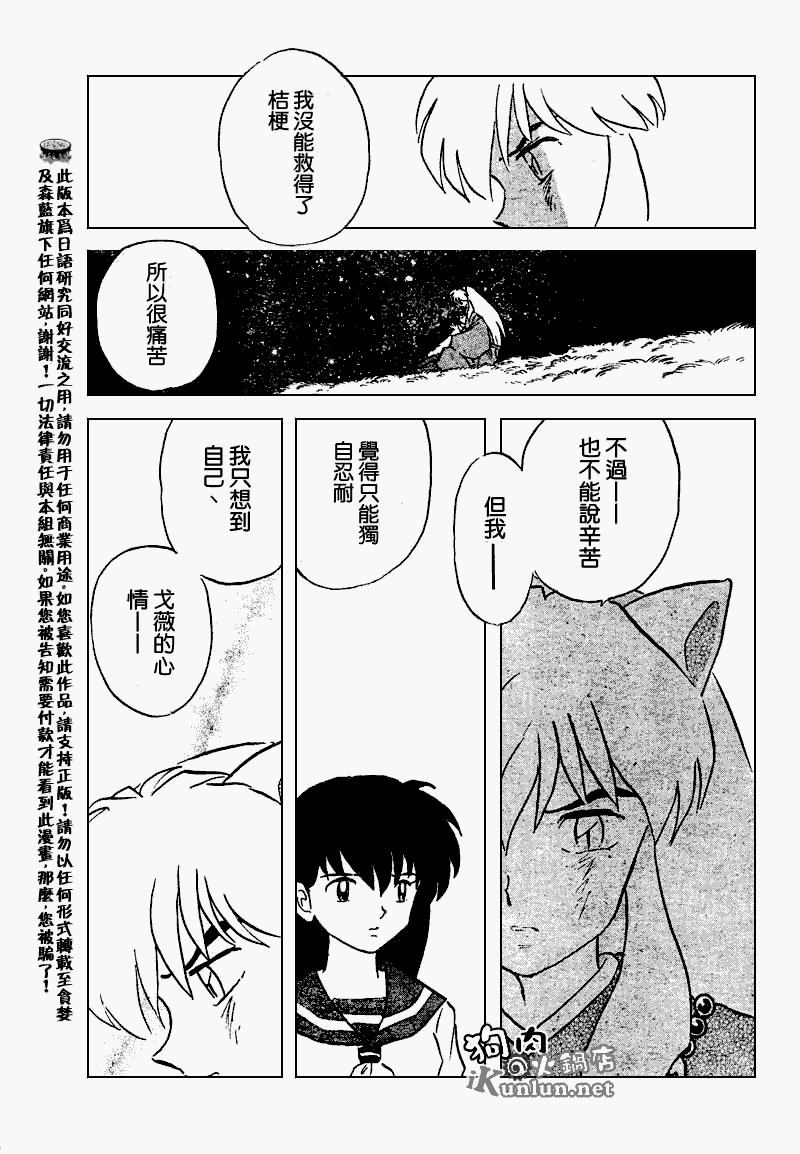 我沒能救得了
桔梗
所以很痛苦
不過——
也不能說辛苦
但我——
覺得只能獨
自忍耐
我只想到
自己、
戈薇的心
情——
此版本爲日語研究同好交流之用，請勿用于任何商業用途。如您喜歡此作品，請支持正版！請勿以任何形式轉載至貪婪
及森藍旗下任何網站，謝謝！一切法律責任與本組無關。如果您被告知需要付款才能看到此漫畫，那麼，您被騙了！
狗肉
火鍋店
iKunlun.net